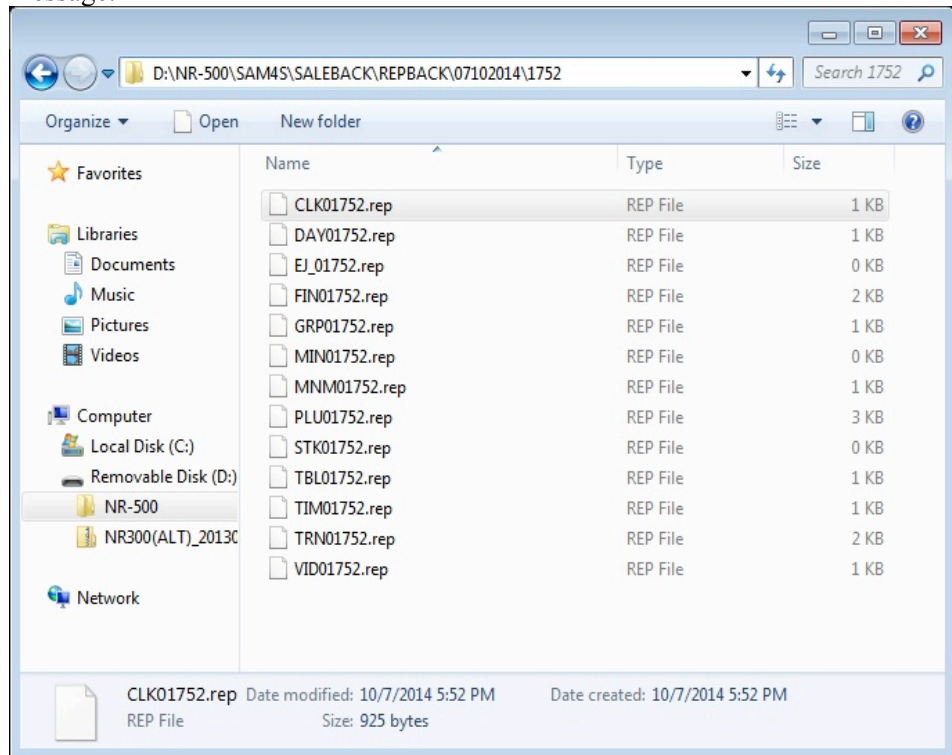 D:\NR-500\SAM4S\SALEBACK\REPBACK\07102014\1752
Search 1752
Organize
Open
New folder
Favorites
Libraries
Documents
Music
Pictures
Videos
Computer
Local Disk (C:)
Removable Disk (D:)
NR-500
NR300(ALT)_20130
Network
Name Type Size
CLK01752.rep REP File 1 KB
DAY01752.rep REP File 1 KB
EJ_01752.rep REP File 0 KB
FIN01752.rep REP File 2 KB
GRP01752.rep REP File 1 KB
MIN01752.rep REP File 0 KB
MNM01752.rep REP File 1 KB
PLU01752.rep REP File 3 KB
STK01752.rep REP File 0 KB
TBL01752.rep REP File 1 KB
TIM01752.rep REP File 1 KB
TRN01752.rep REP File 2 KB
VID01752.rep REP File 1 KB
CLK01752.rep Date modified: 10/7/2014 5:52 PM Date created: 10/7/2014 5:52 PM
REP File Size: 925 bytes